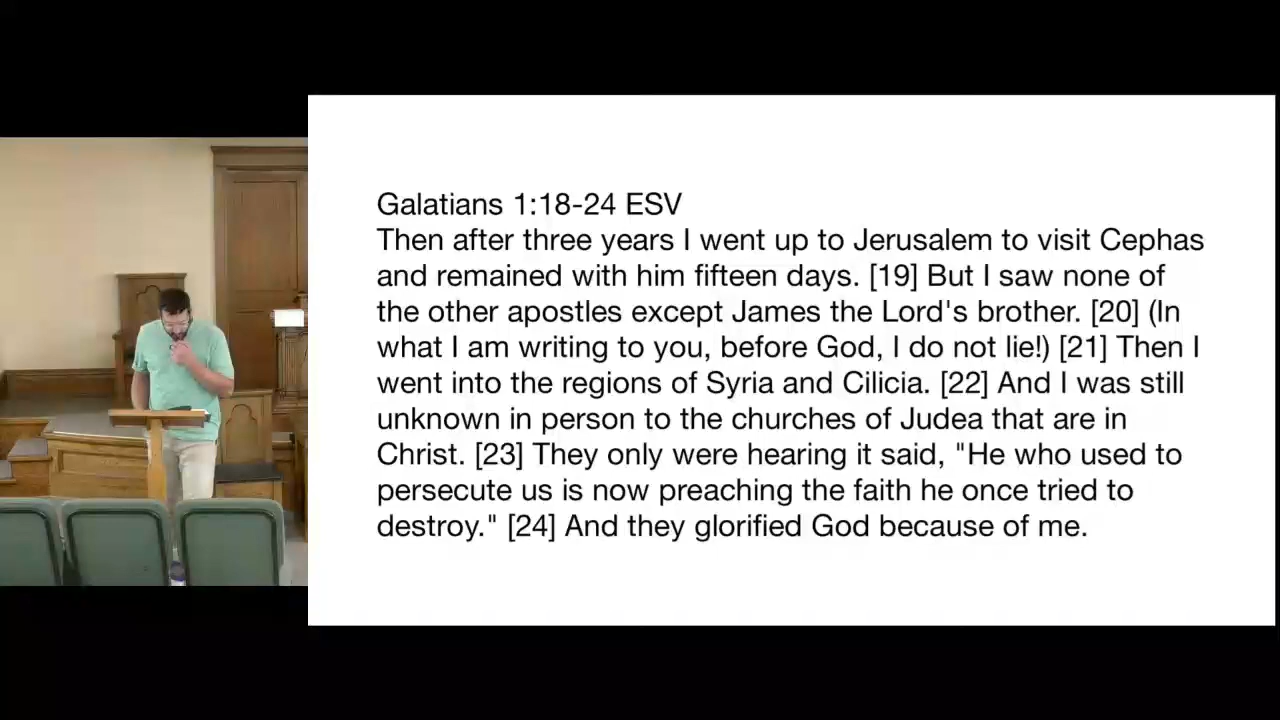 Galatians 1:18-24 ESV
Then after three years I went up to Jerusalem to visit Cephas
and remained with him fifteen days. [19] But I saw none of
the other apostles except James the Lord's brother. [20] (In
what I am writing to you, before God, I do not lie!) [21] Then I
went into the regions of Syria and Cilicia. [22] And I was still
unknown in person to the churches of Judea that are in
Christ. [23] They only were hearing it said, "He who used to
persecute us is now preaching the faith he once tried to
destroy." [24] And they glorified God because of me.